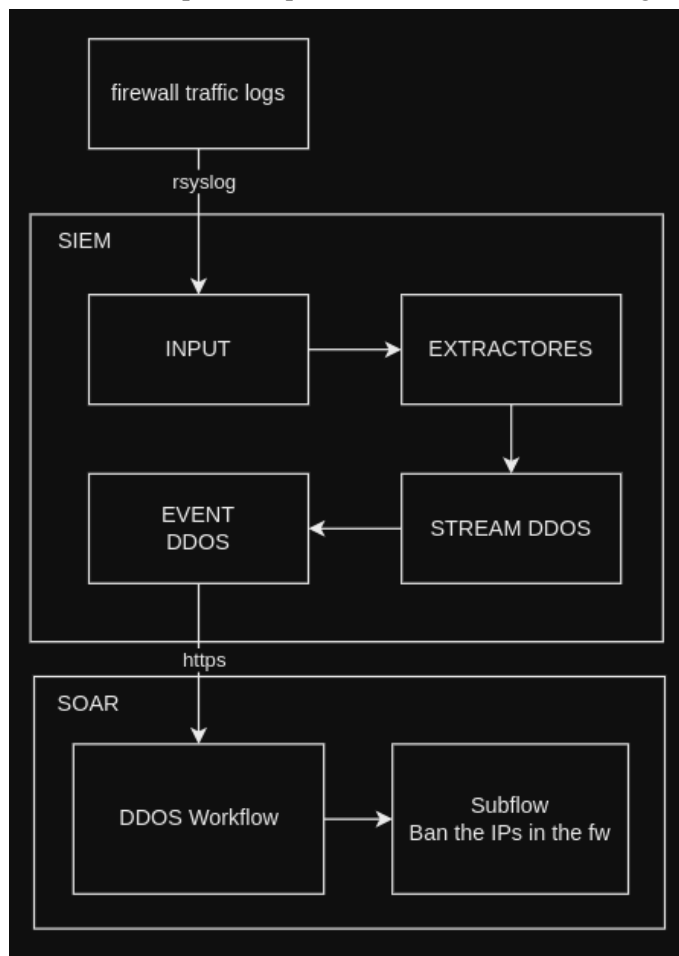 firewall traffic logs
rsyslog
SIEM
INPUT
EXTRACTORES
EVENT
DDOS
STREAM DDOS
https
SOAR
DDOS Workflow
Subflow
Ban the IPs in the fw